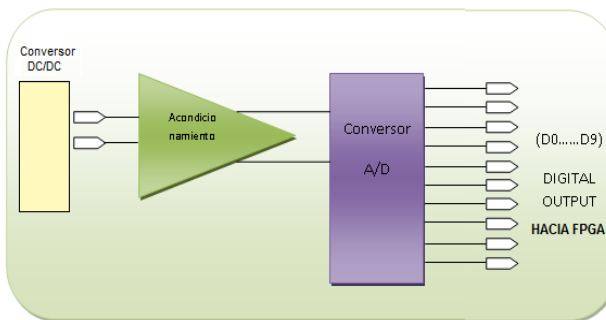 Conversor
DC/DC
Acondicio
namiento
Conversor
A/D
(D0......D9)
DIGITAL
OUTPUT
HACIA FPGA